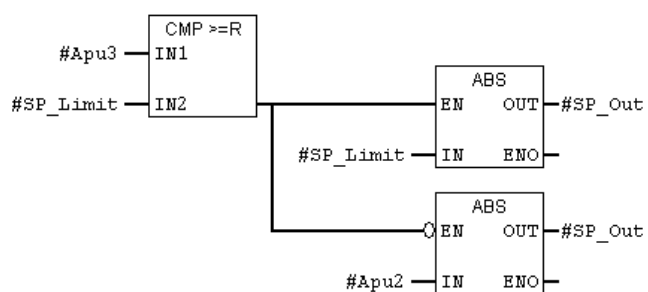 CMP >=R
#Apu3 IN1
#SP_Limit IN2
ABS
EN OUT #SP_Out
#SP_Limit IN ENO
ABS
EN OUT #SP_Out
#Apu2 IN ENO